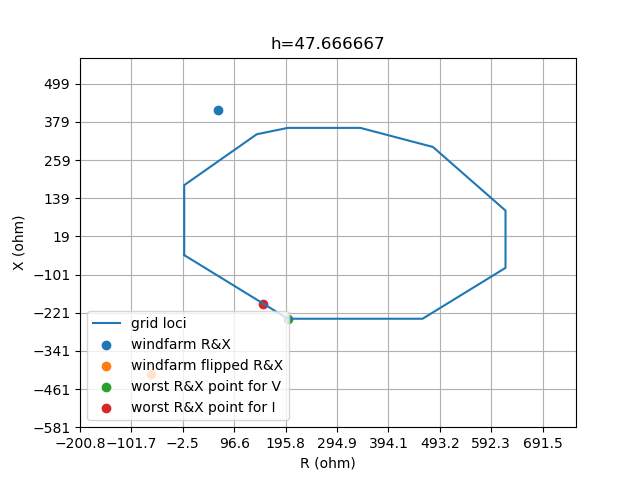 h=47.666667
499
379
259
139
19
−101
−221
−341
−461
−581
X (ohm)
grid loci
windfarm R&X
windfarm flipped R&X
worst R&X point for V
worst R&X point for I
−200.8 −101.7 −2.5 96.6 195.8 294.9 394.1 493.2 592.3 691.5
R (ohm)